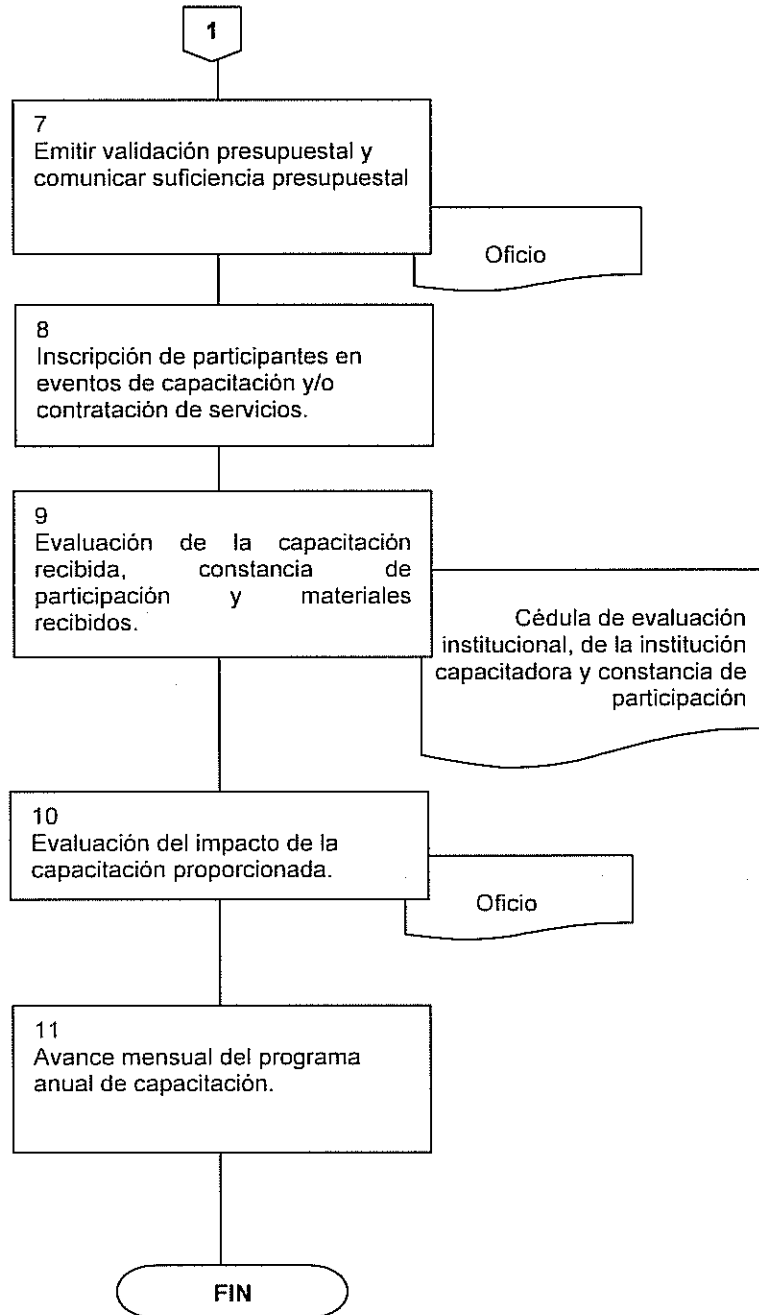 1
7
Emitir validación presupuestal y
comunicar suficiencia presupuestal
Oficio
8
Inscripción de participantes en
eventos de capacitación y/o
contratación de servicios.
9
Evaluación de la capacitación
recibida, constancia de
participación y materiales
recibidos.
Cédula de evaluación
institucional, de la institución
capacitadora y constancia de
participación
10
Evaluación del impacto de la
capacitación proporcionada.
Oficio
11
Avance mensual del programa
anual de capacitación.
FIN